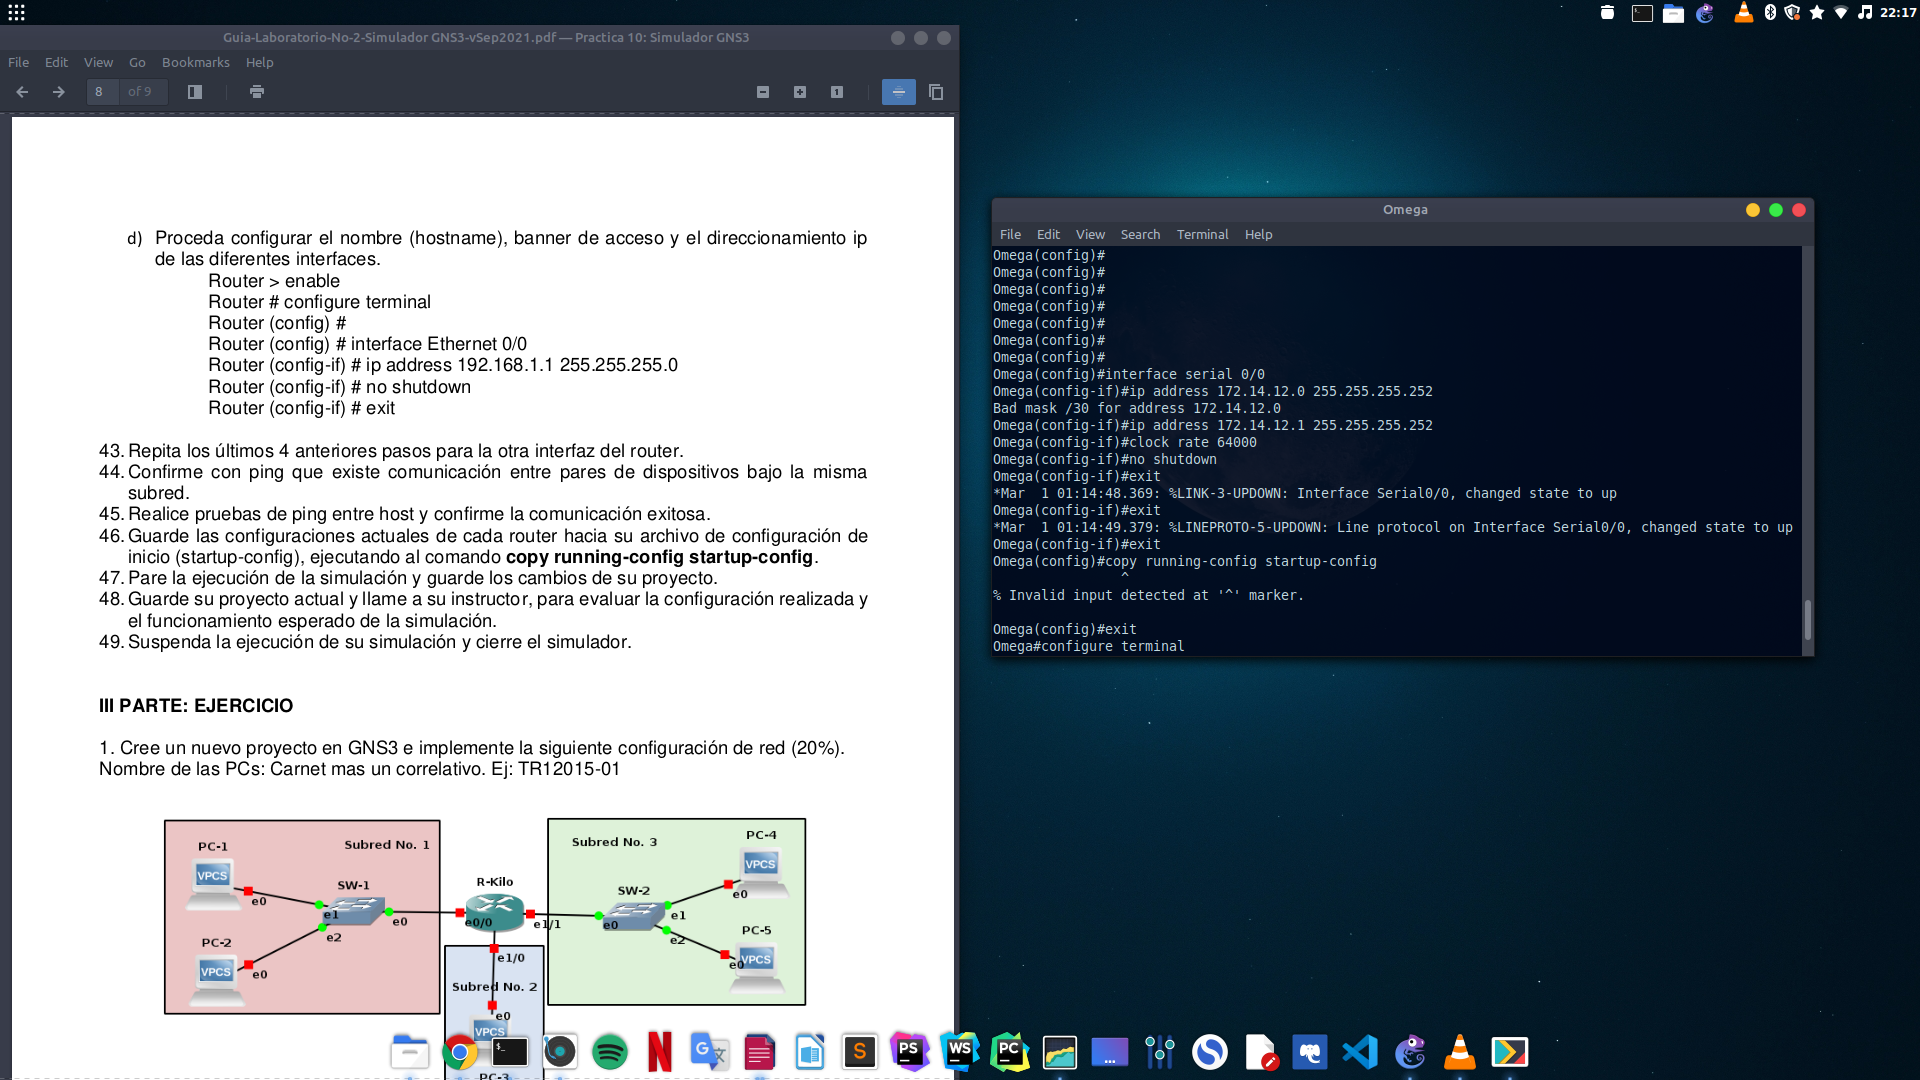 22:17
Guia-Laboratorio-No-2-Simulador GNS3-vSep2021.pdf — Practica 10: Simulador GNS3
File Edit View Go Bookmarks Help
8 of 9
d) Proceda configurar el nombre (hostname), banner de acceso y el direccionamiento ip
de las diferentes interfaces.
Router > enable
Router # configure terminal
Router (config) #
Router (config) # interface Ethernet 0/0
Router (config-if) # ip address 192.168.1.1 255.255.255.0
Router (config-if) # no shutdown
Router (config-if) # exit
43. Repita los últimos 4 anteriores pasos para la otra interfaz del router.
44. Confirme con ping que existe comunicación entre pares de dispositivos bajo la misma
subred.
45. Realice pruebas de ping entre host y confirme la comunicación exitosa.
46. Guarde las configuraciones actuales de cada router hacia su archivo de configuración de
inicio (startup-config), ejecutando al comando copy running-config startup-config.
47. Pare la ejecución de la simulación y guarde los cambios de su proyecto.
48. Guarde su proyecto actual y llame a su instructor, para evaluar la configuración realizada y
el funcionamiento esperado de la simulación.
49. Suspenda la ejecución de su simulación y cierre el simulador.
III PARTE: EJERCICIO
1. Cree un nuevo proyecto en GNS3 e implemente la siguiente configuración de red (20%).
Nombre de las PCs: Carnet mas un correlativo. Ej: TR12015-01
PC-1
Subred No. 1
VPCS
e0
SW-1
e1
e0
e2
PC-2
VPCS
e0
R-Kilo
e0/0
e1/1
e1/0
Subred No. 2
e0
VPCS
PC-3
Subred No. 3
PC-4
VPCS
e0
SW-2
e0
e1
e2
PC-5
VPCS
e0
Omega
File Edit View Search Terminal Help
Omega(config)#
Omega(config)#
Omega(config)#
Omega(config)#
Omega(config)#
Omega(config)#
Omega(config)#
Omega(config)#interface serial 0/0
Omega(config-if)#ip address 172.14.12.0 255.255.255.252
Bad mask /30 for address 172.14.12.0
Omega(config-if)#ip address 172.14.12.1 255.255.255.252
Omega(config-if)#clock rate 64000
Omega(config-if)#no shutdown
Omega(config-if)#exit
*Mar  1 01:14:48.369: %LINK-3-UPDOWN: Interface Serial0/0, changed state to up
Omega(config-if)#exit
*Mar  1 01:14:49.379: %LINEPROTO-5-UPDOWN: Line protocol on Interface Serial0/0, changed state to up
Omega(config-if)#exit
Omega(config)#copy running-config startup-config
^
% Invalid input detected at '^' marker.
Omega(config)#exit
Omega#configure terminal
$_
N
G
S
PS
WS
PC
...
S